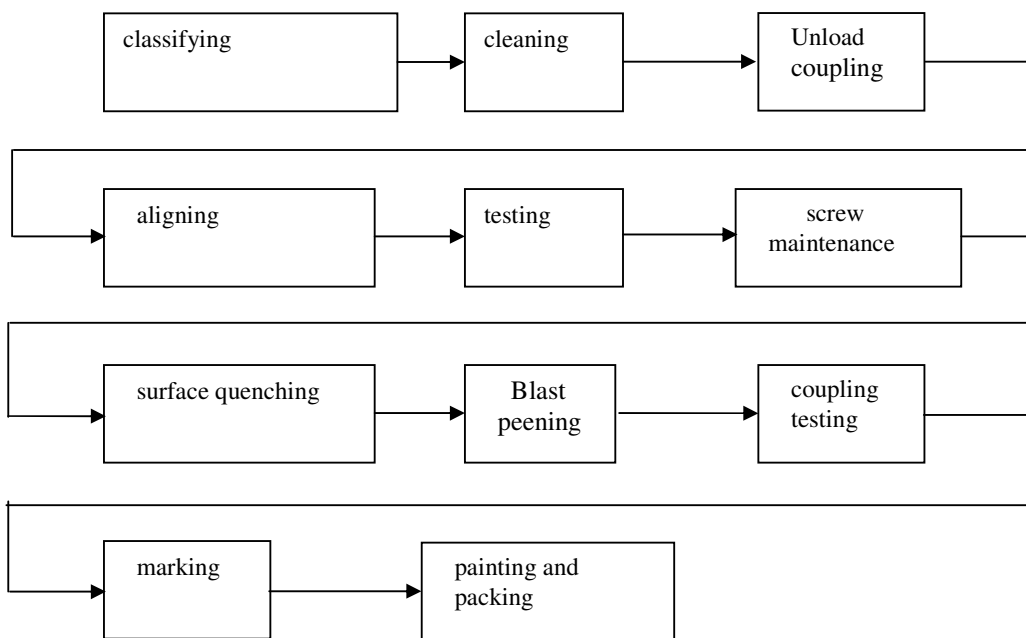 classifying
cleaning
Unload
coupling
aligning
testing
screw
maintenance
surface quenching
Blast
peening
coupling
testing
marking
painting and
packing